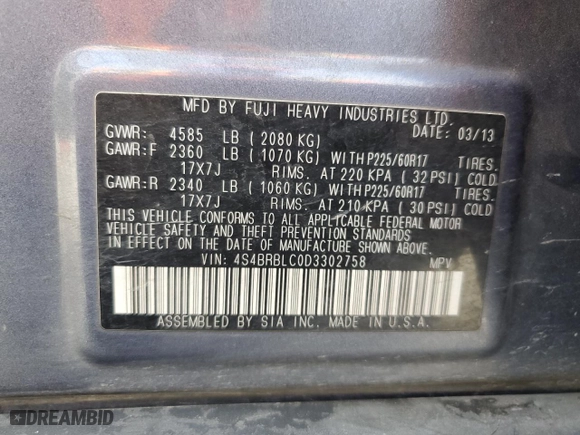 MFD BY FUJI HEAVY INDUSTRIES LTD.
GVWR: 4585 LB ( 2080 KG) DATE: 03/13
GAWR:F 2360 LB ( 1070 KG) WITH P225/60R17 TIRES.
17X7J RIMS. AT 220 KPA ( 32 PSI) COLD
GAWR:R 2340 LB ( 1060 KG) WITH P225/60R17 TIRES.
17X7J RIMS. AT 210 KPA ( 30 PSI) COLD
THIS VEHICLE CONFORMS TO ALL APPLICABLE FEDERAL MOTOR
VEHICLE SAFETY AND THEFT PREVENTION STANDARDS
IN EFFECT ON THE DATE OF MANUFACTURE SHOWN ABOVE.
VIN: 4S4BRBLC0D3302758 MPV
ASSEMBLED BY SIA INC. MADE IN U.S.A.
DREAMBID